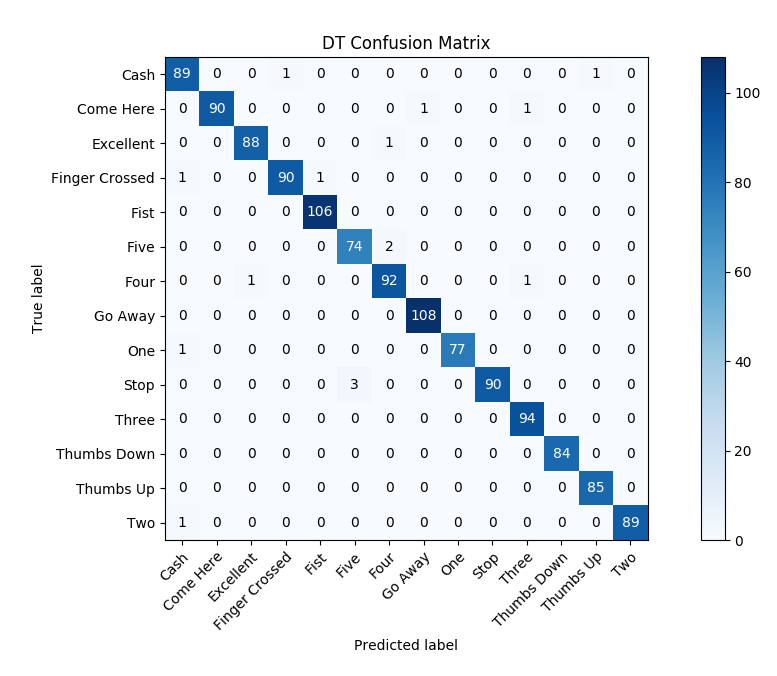 DT Confusion Matrix
Cash 89 0 0 1 0 0 0 0 0 0 0 0 1 0
Come Here 0 90 0 0 0 0 0 1 0 0 1 0 0 0
Excellent 0 0 88 0 0 0 1 0 0 0 0 0 0 0
Finger Crossed 1 0 0 90 1 0 0 0 0 0 0 0 0 0
Fist 0 0 0 0 106 0 0 0 0 0 0 0 0 0
Five 0 0 0 0 0 74 2 0 0 0 0 0 0 0
Four 0 0 1 0 0 0 92 0 0 0 1 0 0 0
Go Away 0 0 0 0 0 0 0 108 0 0 0 0 0 0
One 1 0 0 0 0 0 0 0 77 0 0 0 0 0
Stop 0 0 0 0 0 3 0 0 0 90 0 0 0 0
Three 0 0 0 0 0 0 0 0 0 0 94 0 0 0
Thumbs Down 0 0 0 0 0 0 0 0 0 0 0 84 0 0
Thumbs Up 0 0 0 0 0 0 0 0 0 0 0 0 85 0
Two 1 0 0 0 0 0 0 0 0 0 0 0 0 89
True label
Cash
Come Here
Excellent
Finger Crossed
Fist
Five
Four
Go Away
One
Stop
Three
Thumbs Down
Thumbs Up
Two
Predicted label
100
80
60
40
20
0